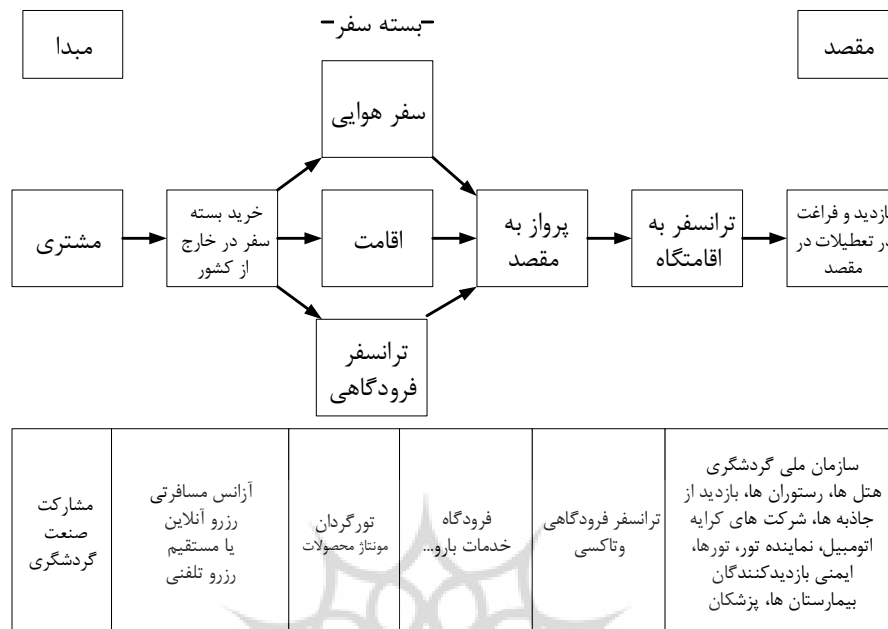 -بسته سفر-
مبدا
مقصد
سفر هوایی
مشتری
خرید بسته
سفر در خارج
از کشور
اقامت
پرواز به
مقصد
ترانسفر به
اقامتگاه
بازدید و فراغت
در تعطیلات در
مقصد
ترانسفر
فرودگاهی
مشارکت
صنعت
گردشگری
آژانس مسافرتی
رزرو آنلاین
یا مستقیم
رزرو تلفنی
تورگردان
مونتاژ محصولات
فرودگاه
خدمات بارو...
ترانسفر فرودگاهی
وتاکسی
سازمان ملی گردشگری
هتل ها، رستوران ها، بازدید از
جاذبه ها، شرکت های کرایه
اتومبیل، نماینده تور، تورها،
ایمنی بازدیدکنندگان
بیمارستان ها، پزشکان